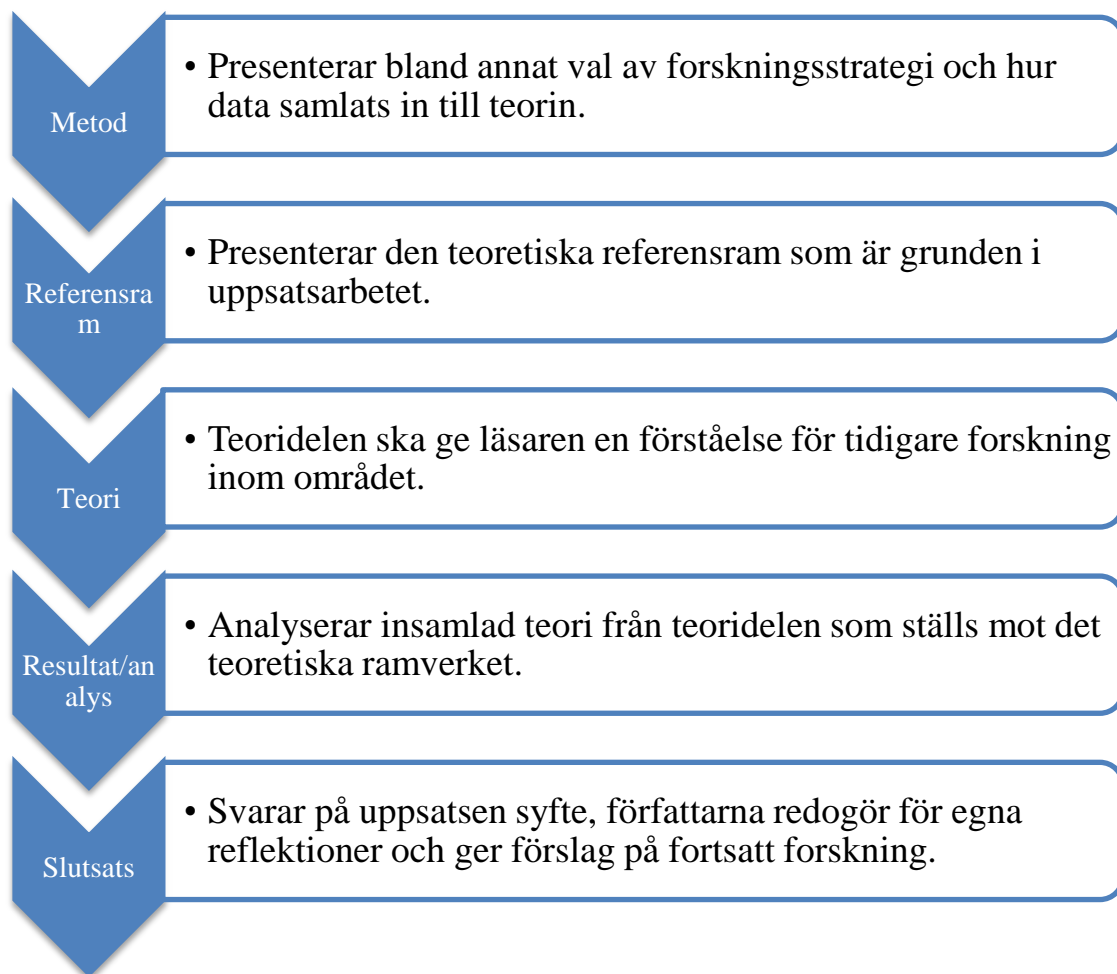 Metod
• Presenterar bland annat val av forskningsstrategi och hur
data samlats in till teorin.
Referensra
m
• Presenterar den teoretiska referensram som är grunden i
uppsatsarbetet.
Teori
• Teoridelen ska ge läsaren en förståelse för tidigare forskning
inom området.
Resultat/an
alys
• Analyserar insamlad teori från teoridelen som ställs mot det
teoretiska ramverket.
Slutsats
• Svarar på uppsatsen syfte, författarna redogör för egna
reflektioner och ger förslag på fortsatt forskning.